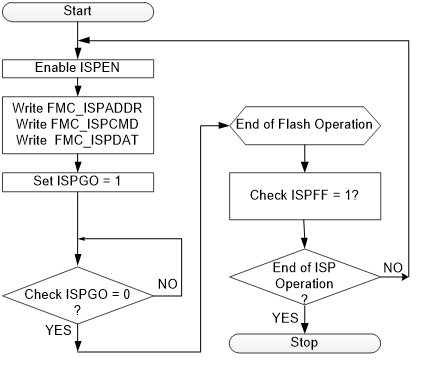 Start
Enable ISPEN
Write FMC_ISPADDR
Write FMC_ISPCMD
Write FMC_ISPDAT
Set ISPGO = 1
Check ISPGO = 0
?
NO
YES
End of Flash Operation
Check ISPFF = 1?
End of ISP
Operation
?
NO
YES
Stop